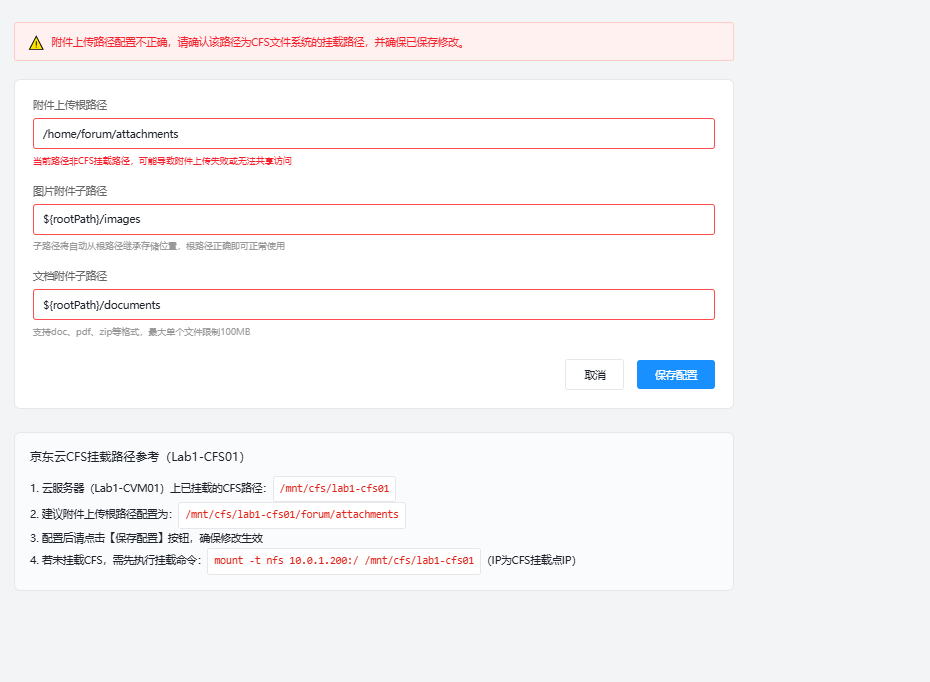 附件上传路径配置不正确，请确认该路径为CFS文件系统的挂载路径，并确保已保存修改。
附件上传根路径
/home/forum/attachments
当前路径非CFS挂载路径，可能导致附件上传失败或无法共享访问
图片附件子路径
${rootPath}/images
子路径将自动从根路径继承存储位置，根路径正确即可正常使用
文档附件子路径
${rootPath}/documents
支持doc、pdf、zip等格式，最大单个文件限制100MB
取消 保存配置
京东云CFS挂载路径参考（Lab1-CFS01）
1. 云服务器（Lab1-CVM01）上已挂载的CFS路径： /mnt/cfs/lab1-cfs01
2. 建议附件上传根路径配置为： /mnt/cfs/lab1-cfs01/forum/attachments
3. 配置后请点击【保存配置】按钮，确保修改生效
4. 若未挂载CFS，需先执行挂载命令： mount -t nfs 10.0.1.200:/ /mnt/cfs/lab1-cfs01 (IP为CFS挂载点IP)